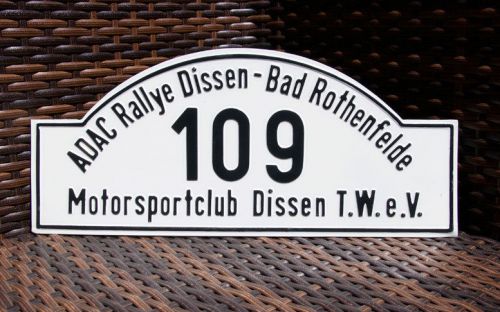 ADAC Rallye Dissen-Bad Rothenfelde
109
Motorsportclub Dissen T.W.e.V.